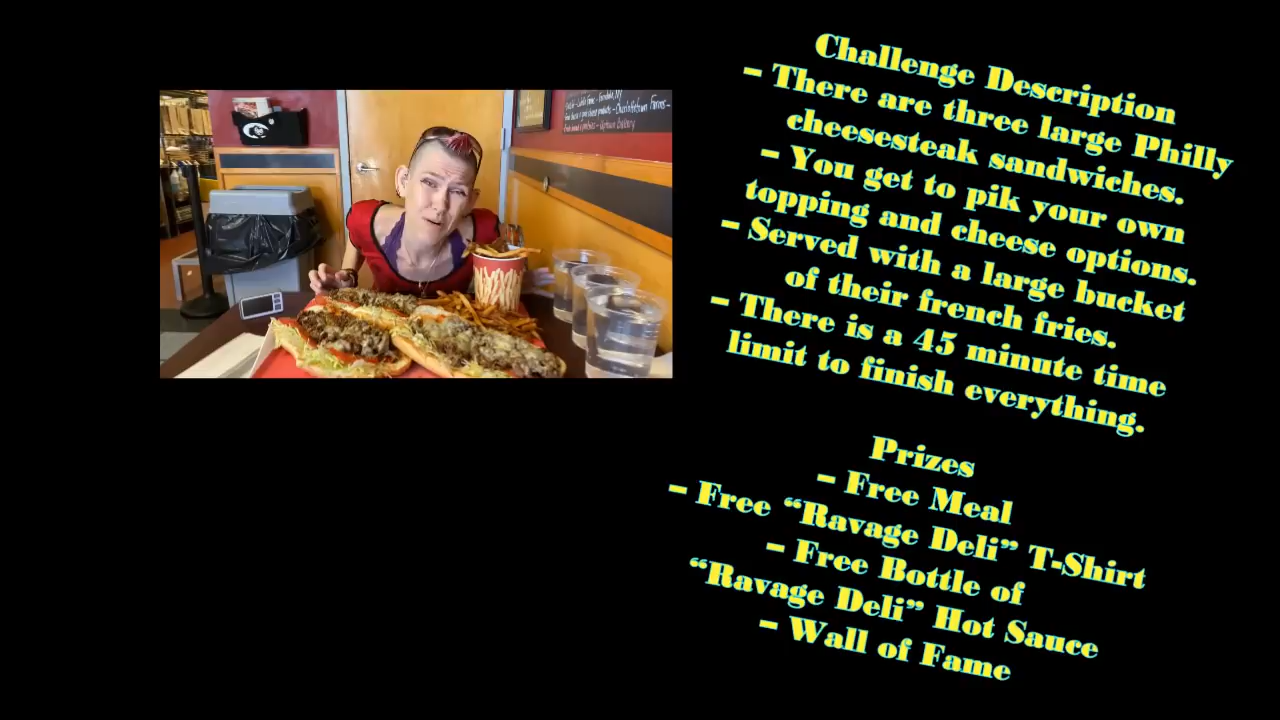 Challenge Description
- There are three large Philly
cheesesteak sandwiches.
- You get to pik your own
topping and cheese options.
- Served with a large bucket
of their french fries.
- There is a 45 minute time
limit to finish everything.
Prizes
- Free Meal
- Free “Ravage Deli” T-Shirt
- Free Bottle of
“Ravage Deli” Hot Sauce
- Wall of Fame